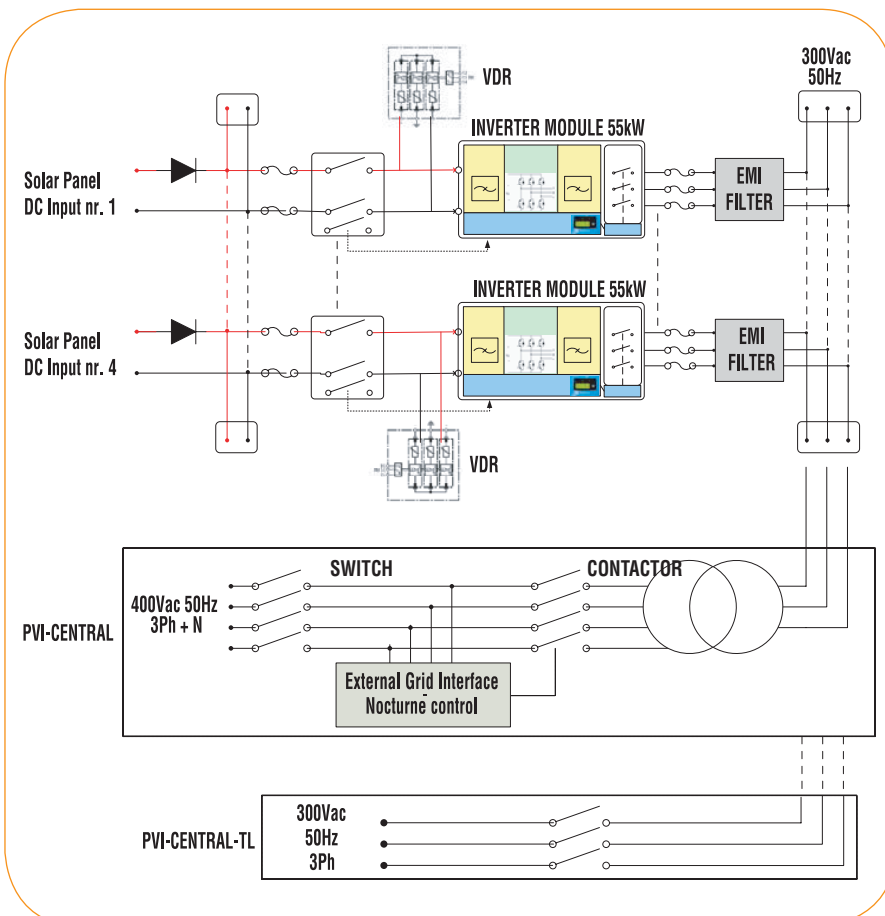 300Vac
50Hz
VDR
INVERTER MODULE 55kW
Solar Panel
DC Input nr. 1
EMI
FILTER
INVERTER MODULE 55kW
Solar Panel
DC Input nr. 4
EMI
FILTER
VDR
SWITCH
CONTACTOR
400Vac 50Hz
3Ph + N
PVI-CENTRAL
External Grid Interface
-
Nocturne control
300Vac
50Hz
3Ph
PVI-CENTRAL-TL